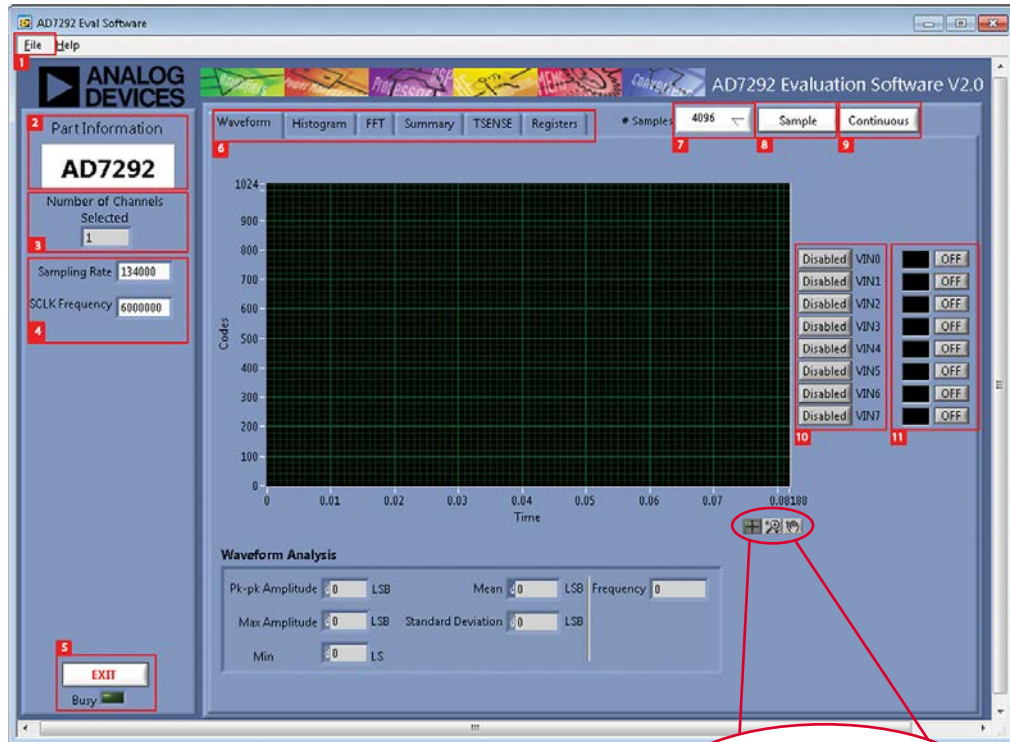 AD7292 Eval Software
File Help
1
ANALOG
DEVICES
AD7292 Evaluation Software V2.0
2
Part Information
AD7292
Number of Channels
Selected
1
3
Sampling Rate 134000
SCLK Frequency 6000000
4
5
EXIT
Busy
Waveform Histogram FFT Summary TSENSE Registers
6
# Samples 4096
7
Sample
8
Continuous
9
1024
900
800
700
600
500
400
300
200
100
0
Codes
0 0.01 0.02 0.03 0.04 0.05 0.06 0.07 0.08188
Time
Disabled VIN0 OFF
Disabled VIN1 OFF
Disabled VIN2 OFF
Disabled VIN3 OFF
Disabled VIN4 OFF
Disabled VIN5 OFF
Disabled VIN6 OFF
Disabled VIN7 OFF
10 11
Waveform Analysis
Pk-pk Amplitude 0 LSB Mean 0 LSB Frequency 0
Max Amplitude 0 LSB Standard Deviation 0 LSB
Min 0 LS